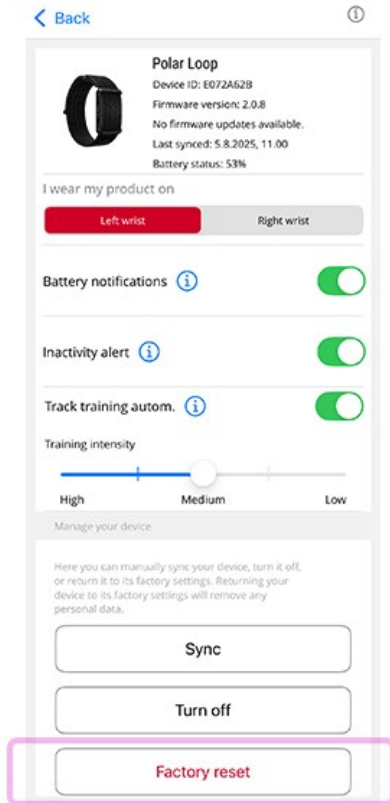 Back
Polar Loop
Device ID: E072A62B
Firmware version: 2.0.8
No firmware updates available.
Last synced: 5.8.2025, 11.00
Battery status: 53%
I wear my product on
Left wrist Right wrist
Battery notifications
Inactivity alert
Track training autom.
Training intensity
High Medium Low
Manage your device
Here you can manually sync your device, turn it off,
or return it to its factory settings. Returning your
device to its factory settings will remove any
personal data.
Sync
Turn off
Factory reset